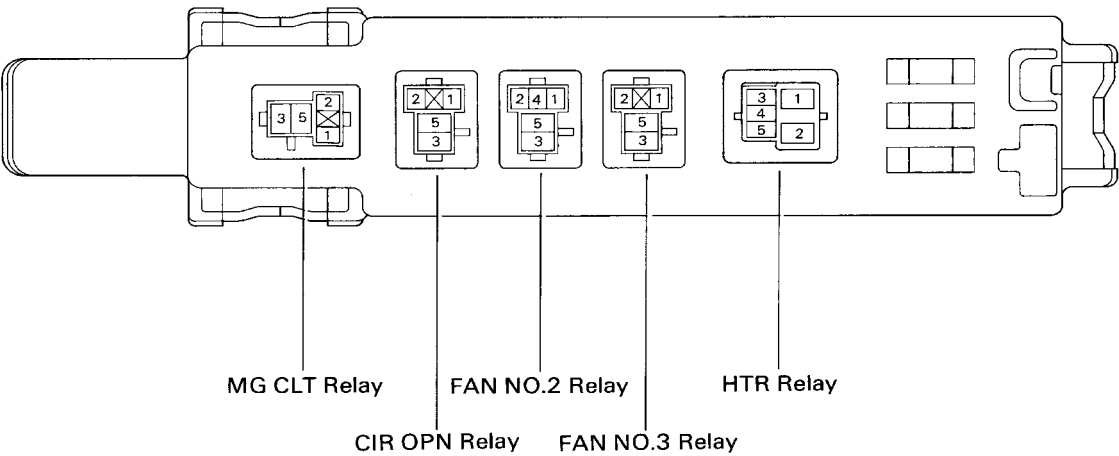 3 5 2 1
2 1 5 3
2 4 1 5 3
2 1 5 3
3 4 5 1 2
MG CLT Relay
FAN NO.2 Relay
HTR Relay
CIR OPN Relay
FAN NO.3 Relay